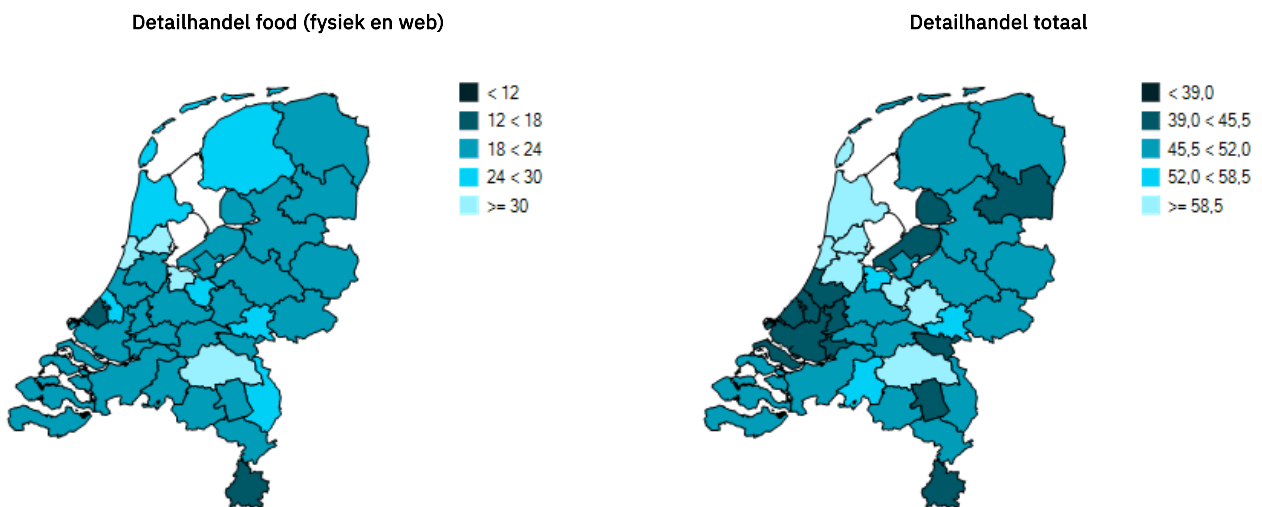 Detailhandel food (fysiek en web)
< 12
12 < 18
18 < 24
24 < 30
>= 30
Detailhandel totaal
< 39,0
39,0 < 45,5
45,5 < 52,0
52,0 < 58,5
>= 58,5